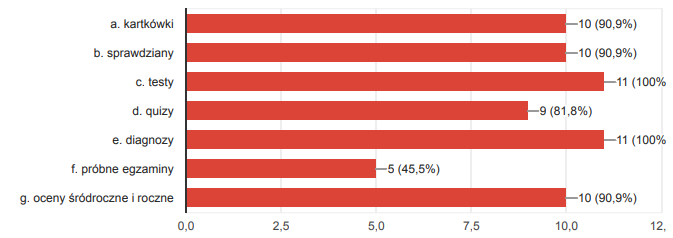 a. kartkówki 10 (90,9%)
b. sprawdziany 10 (90,9%)
c. testy 11 (100%
d. quizy 9 (81,8%)
e. diagnozy 11 (100%
f. próbne egzaminy 5 (45,5%)
g. oceny śródroczne i roczne 10 (90,9%)
0,0 2,5 5,0 7,5 10,0 12,